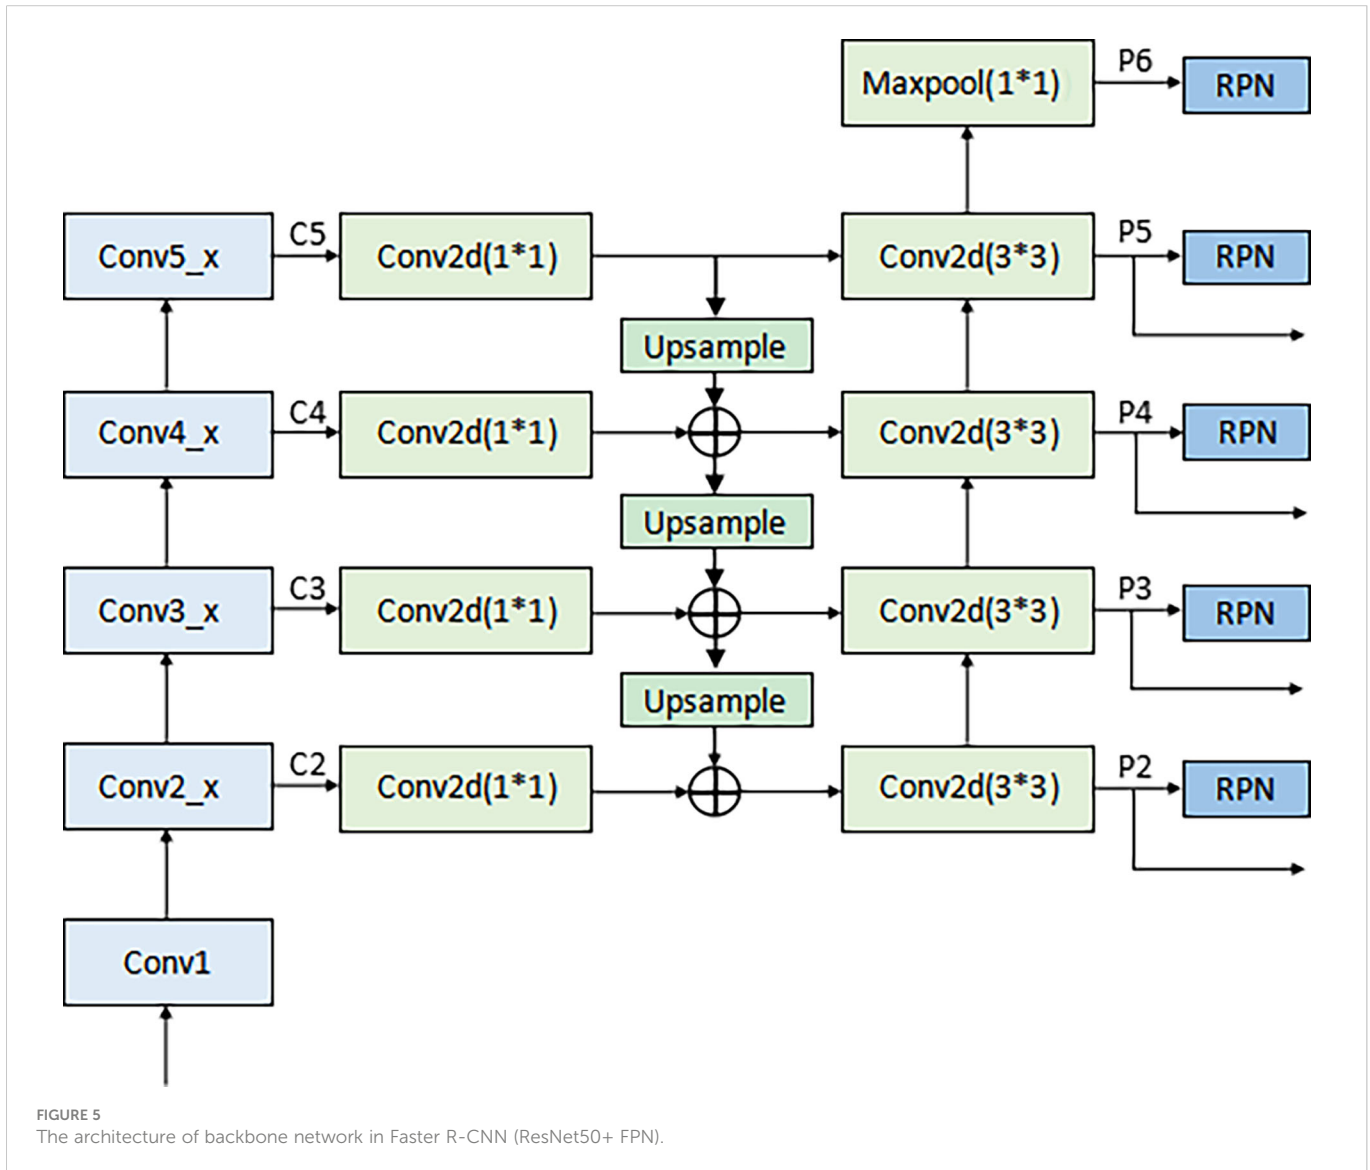 Maxpool(1*1)
P6
RPN
Conv5_x
C5
Conv2d(1*1)
Conv2d(3*3)
P5
RPN
Upsample
Conv4_x
C4
Conv2d(1*1)
Conv2d(3*3)
P4
RPN
Upsample
Conv3_x
C3
Conv2d(1*1)
Conv2d(3*3)
P3
RPN
Upsample
Conv2_x
C2
Conv2d(1*1)
Conv2d(3*3)
P2
RPN
Conv1
FIGURE 5
The architecture of backbone network in Faster R-CNN (ResNet50+ FPN).